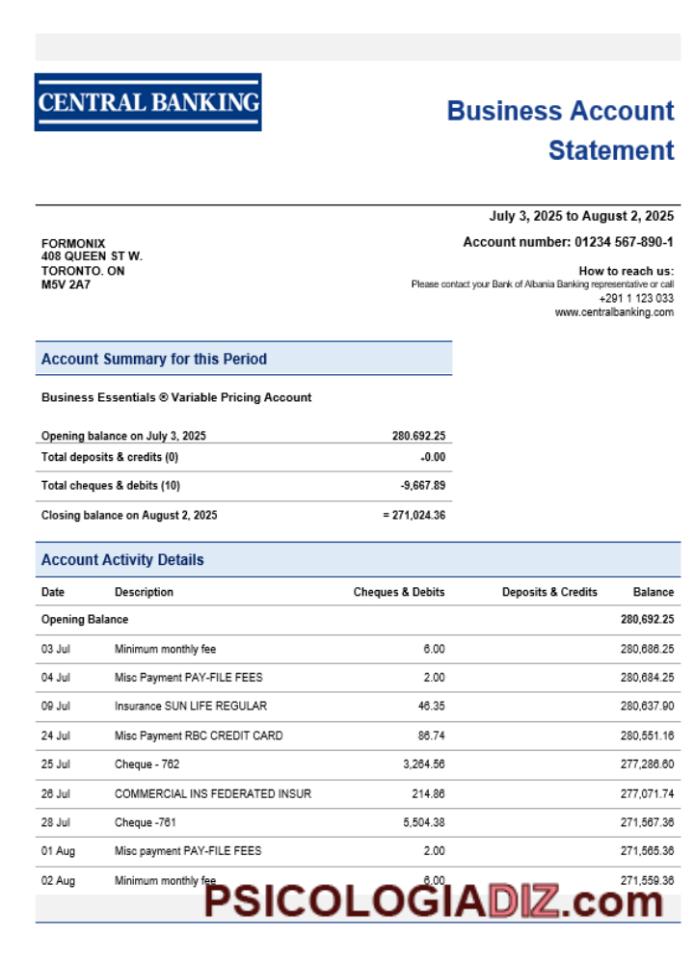 CENTRAL BANKING
Business Account
Statement
July 3, 2025 to August 2, 2025
Account number: 01234 567-890-1
FORMONIX
408 QUEEN ST W.
TORONTO. ON
M5V 2A7
How to reach us:
Please contact your Bank of Albania Banking representative or call
+291 1 123 033
www.centralbanking.com
Account Summary for this Period
Business Essentials ® Variable Pricing Account
Opening balance on July 3, 2025 280.692.25
Total deposits & credits (0) -0.00
Total cheques & debits (10) -9,667.89
Closing balance on August 2, 2025 = 271,024.36
Account Activity Details
Date Description Cheques & Debits Deposits & Credits Balance
Opening Balance 280,692.25
03 Jul Minimum monthly fee 6.00 280,686.25
04 Jul Misc Payment PAY-FILE FEES 2.00 280,684.25
09 Jul Insurance SUN LIFE REGULAR 46.35 280,637.90
24 Jul Misc Payment RBC CREDIT CARD 86.74 280,551.16
25 Jul Cheque - 762 3,264.56 277,286.60
26 Jul COMMERCIAL INS FEDERATED INSUR 214.86 277,071.74
28 Jul Cheque -761 5,504.38 271,567.36
01 Aug Misc payment PAY-FILE FEES 2.00 271,565.36
02 Aug Minimum monthly fee 6.00 271,559.36
PSICOLOGIADIZ.com